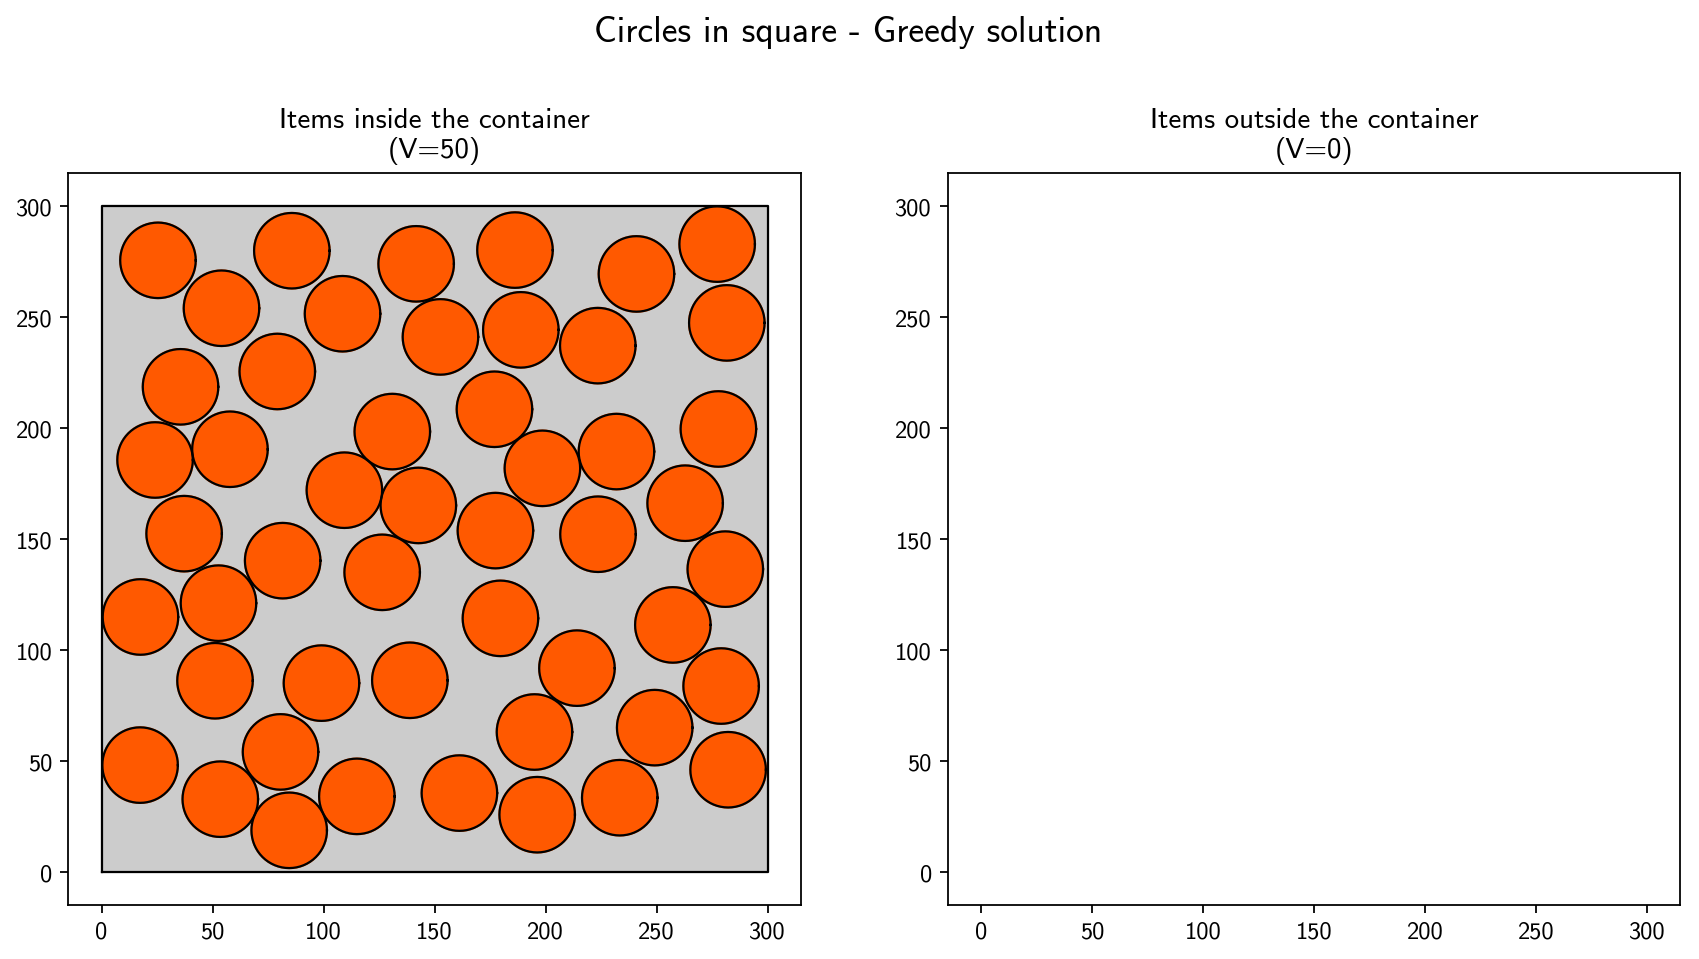 Circles in square - Greedy solution
Items inside the container
(V=50)
300
250
200
150
100
50
0
0 50 100 150 200 250 300
Items outside the container
(V=0)
300
250
200
150
100
50
0
0 50 100 150 200 250 300